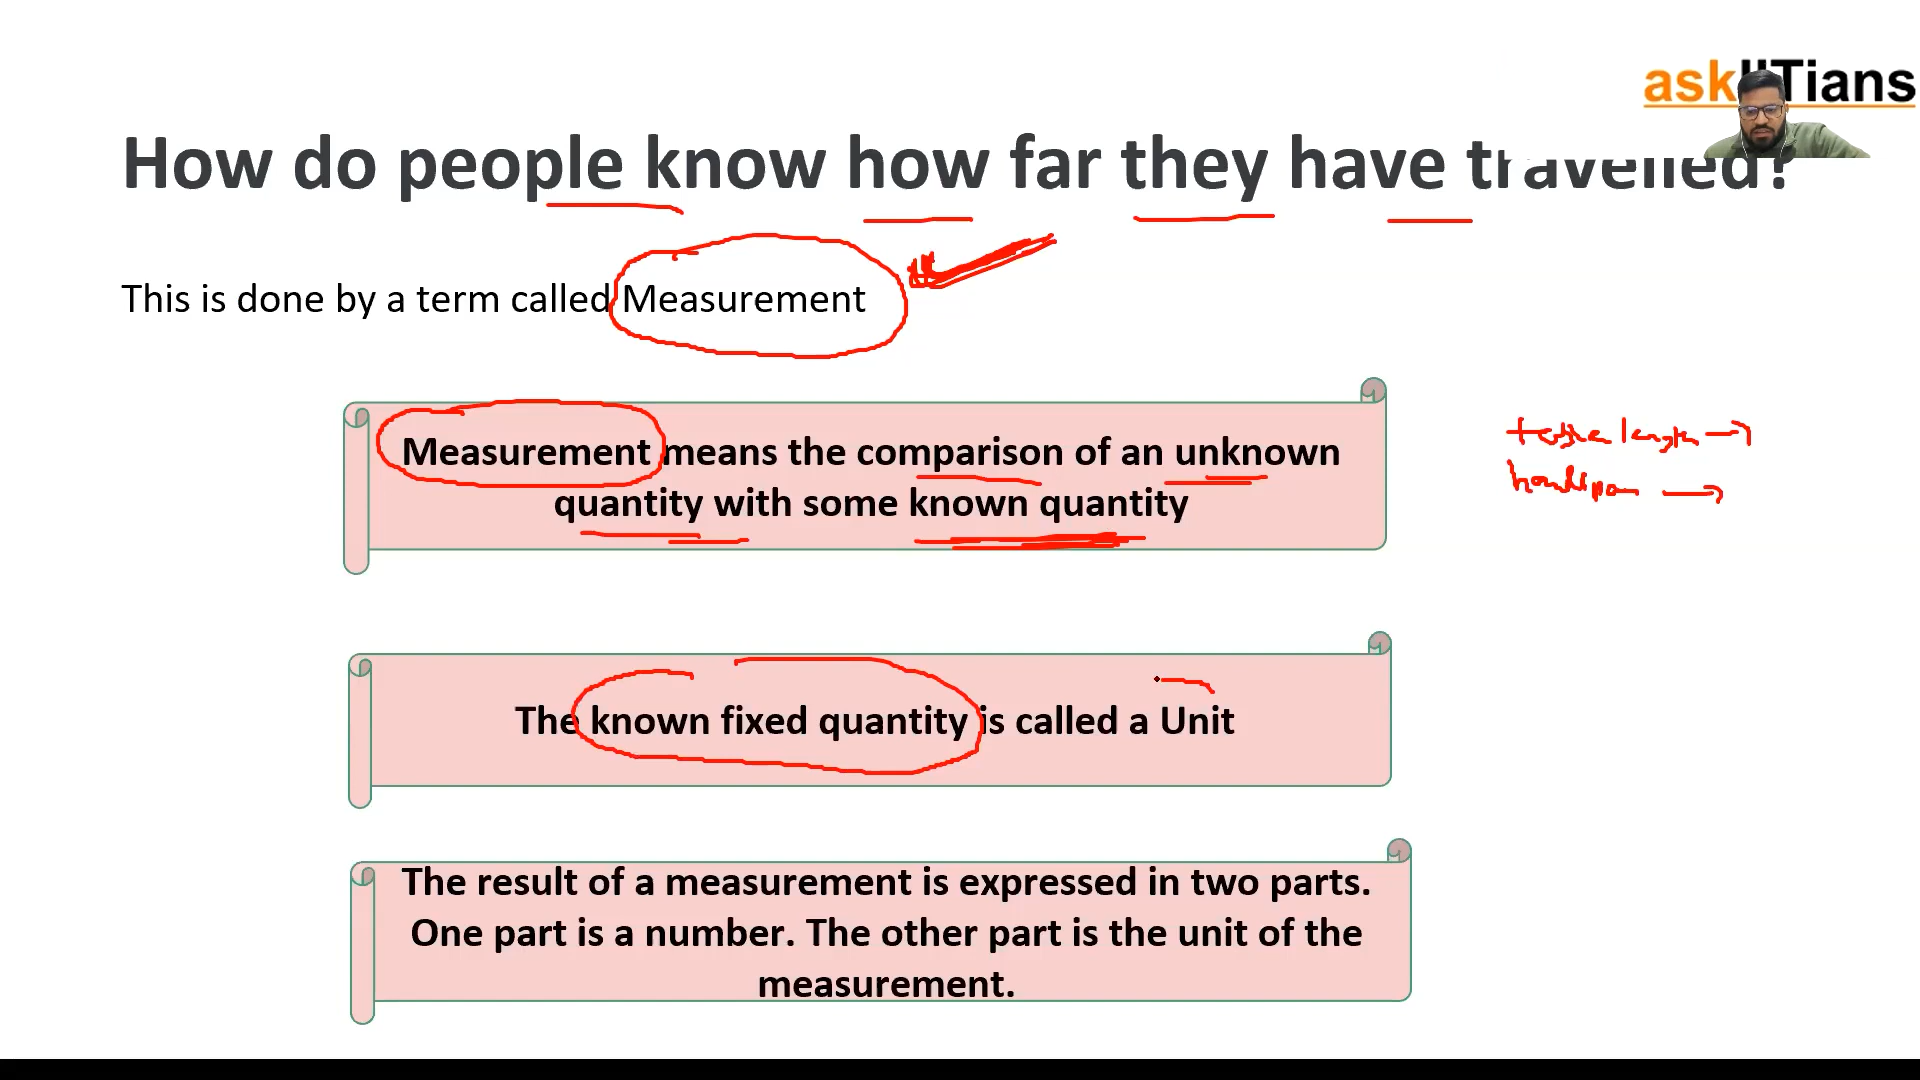 askIITians
How do people know how far they have travelled?
This is done by a term called Measurement
Measurement means the comparison of an unknown
quantity with some known quantity
length
handspan
The known fixed quantity is called a Unit
The result of a measurement is expressed in two parts.
One part is a number. The other part is the unit of the
measurement.